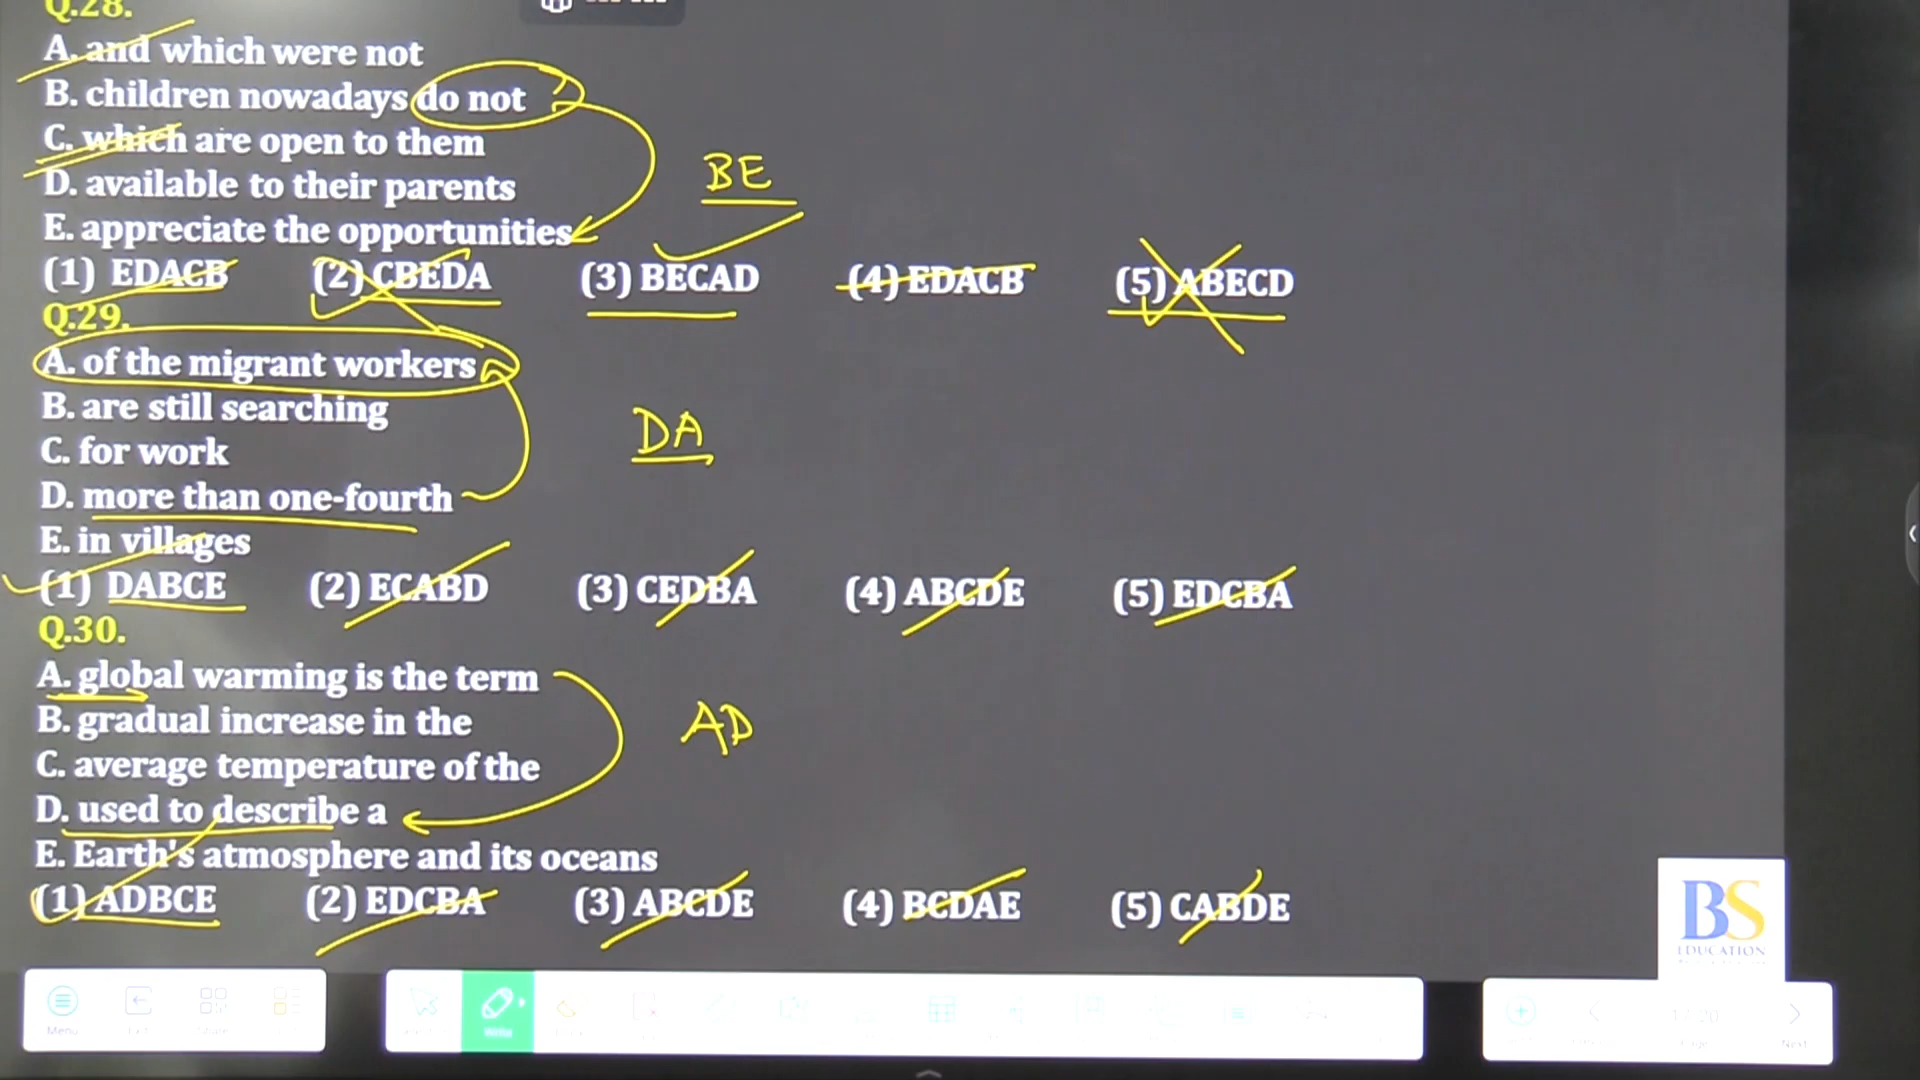 Q.28.
A. and which were not
B. children nowadays do not
C. which are open to them
D. available to their parents
E. appreciate the opportunities
BE
(1) EDACB (2) CBEDA (3) BECAD (4) EDACB (5) ABECD
Q.29.
A. of the migrant workers
B. are still searching
C. for work
D. more than one-fourth
E. in villages
DA
(1) DABCE (2) ECABD (3) CEDBA (4) ABCDE (5) EDCBA
Q.30.
A. global warming is the term
B. gradual increase in the
C. average temperature of the
D. used to describe a
E. Earth's atmosphere and its oceans
AD
(1) ADBCE (2) EDCBA (3) ABCDE (4) BCDAE (5) CABDE
BS
EDUCATION
Menu
Write
Page
Next